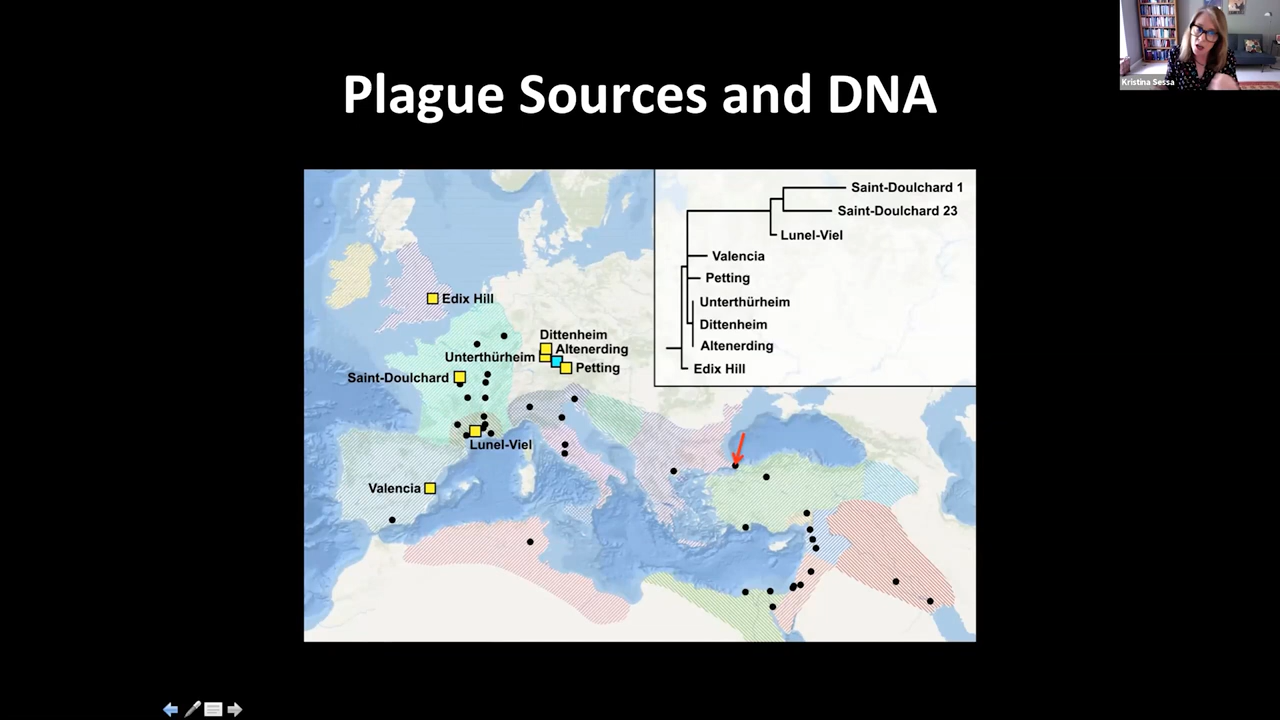 Kristina Sessa
Plague Sources and DNA
Saint-Doulchard 1
Saint-Doulchard 23
Lunel-Viel
Valencia
Petting
Unterthürheim
Dittenheim
Altenerding
Edix Hill
Edix Hill
Dittenheim
Altenerding
Unterthürheim
Petting
Saint-Doulchard
Lunel-Viel
Valencia